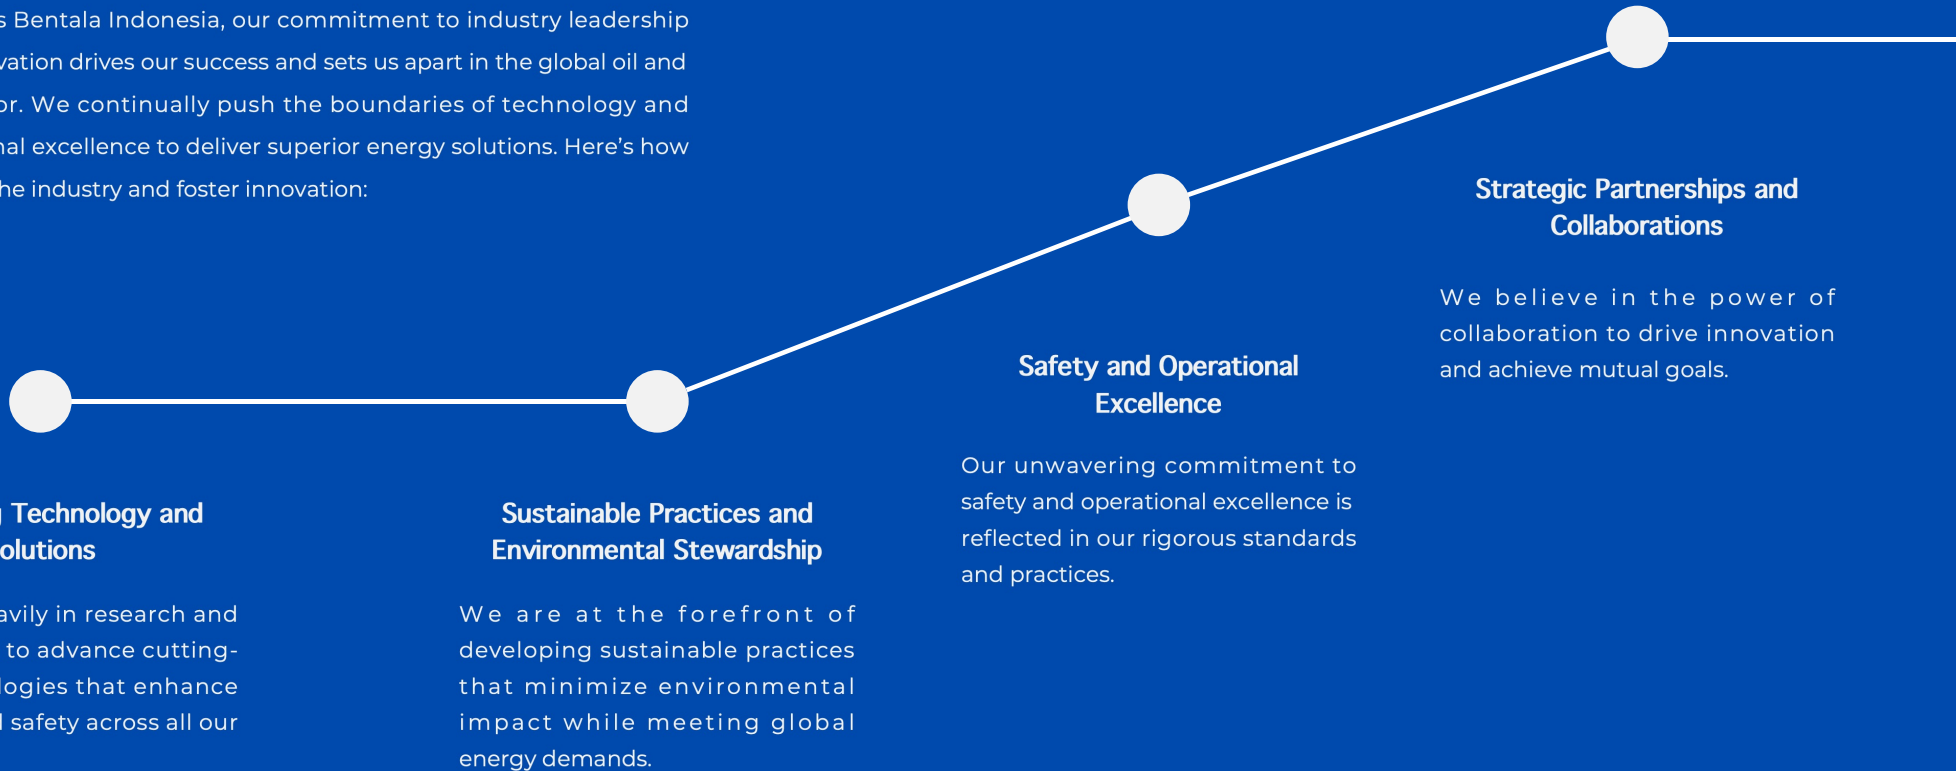 s Bentala Indonesia, our commitment to industry leadership
vation drives our success and sets us apart in the global oil and
or. We continually push the boundaries of technology and
nal excellence to deliver superior energy solutions. Here's how
he industry and foster innovation:
g Technology and
olutions
avily in research and
to advance cutting-
logies that enhance
l safety across all our
Sustainable Practices and
Environmental Stewardship
We are at the forefront of
developing sustainable practices
that minimize environmental
impact while meeting global
energy demands.
Safety and Operational
Excellence
Our unwavering commitment to
safety and operational excellence is
reflected in our rigorous standards
and practices.
Strategic Partnerships and
Collaborations
We believe in the power of
collaboration to drive innovation
and achieve mutual goals.